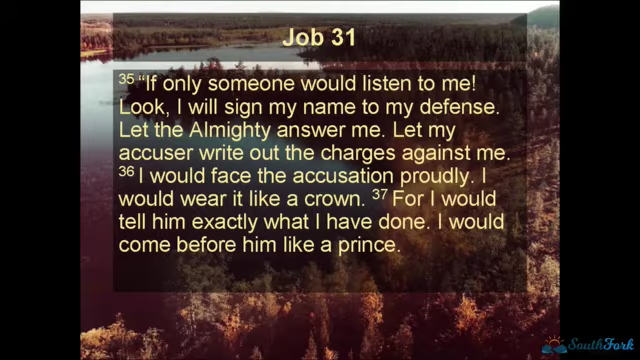 Job 31
35 “If only someone would listen to me!
Look, I will sign my name to my defense.
Let the Almighty answer me. Let my
accuser write out the charges against me.
36 I would face the accusation proudly. I
would wear it like a crown. 37 For I would
tell him exactly what I have done. I would
come before him like a prince.
SouthFork